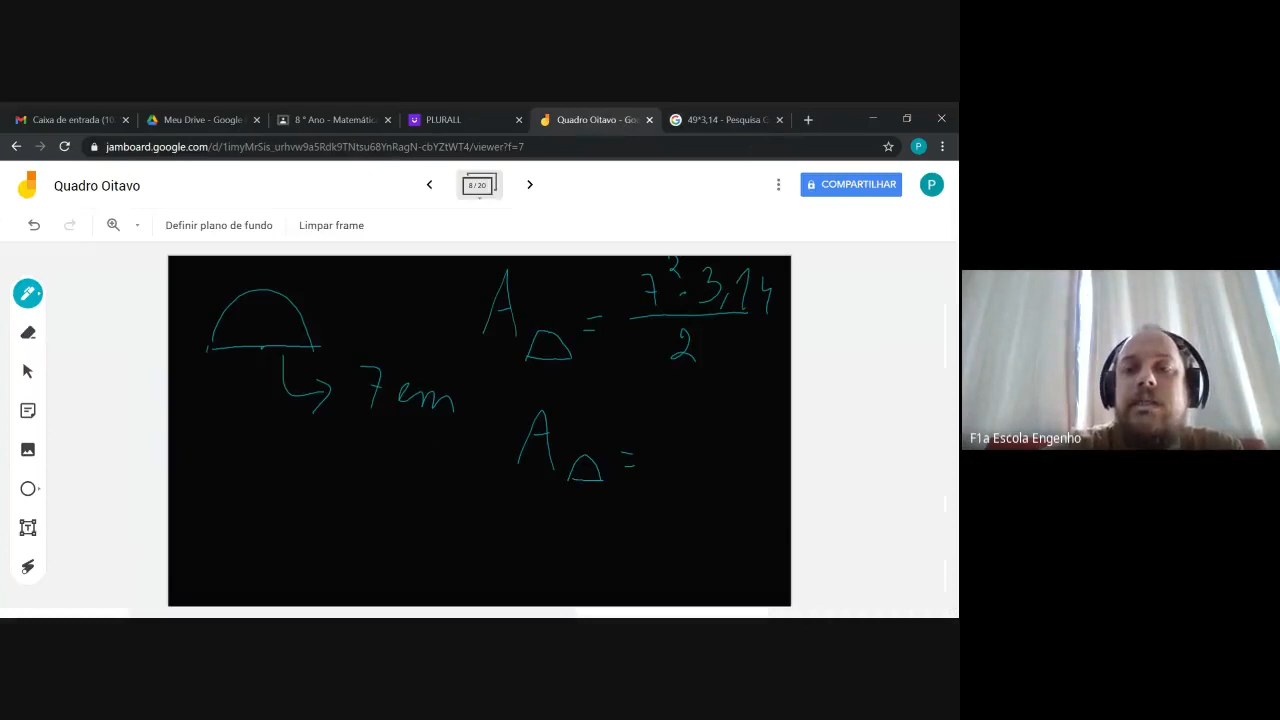 Caixa de entrada (10.
Meu Drive - Google
8 ° Ano - Matemátic
PLURALL
Quadro Oitavo - Goo
49*3,14 - Pesquisa G
jamboard.google.com/d/1imyMrSis_urhvw9a5Rdk9TNtsu68YnRagN-cbYZtWT4/viewer?f=7
P
Quadro Oitavo
8 / 20
COMPARTILHAR
P
Definir plano de fundo
Limpar frame
A = 7² · 3,14
2
7 cm
A =
F1a Escola Engenho